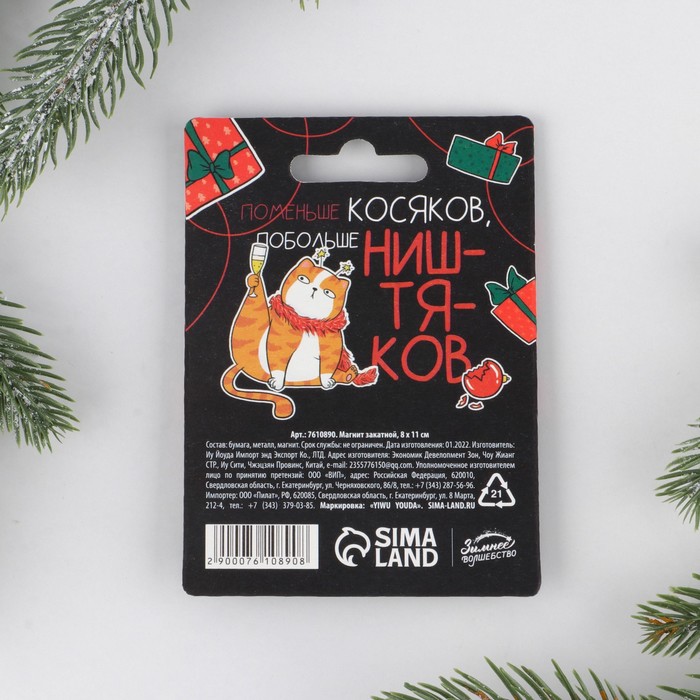 ПОМЕНЬШЕ КОСЯКОВ,
ПОБОЛЬШЕ
НИШ-
ТЯ-
КОВ
Арт.: 7610890. Магнит закатной, 8 х 11 см
Состав: бумага, металл, магнит. Срок службы: не ограничен. Дата изготовления: 01.2022. Изготовитель:
Иу Йоуда Импорт энд Экспорт Ко., ЛТД. Адрес изготовителя: Экономик Девелопмент Зон, Чоу Жианг
СТР, Иу Сити, Чжэцзян Провинс, Китай, e-mail: 2355776150@qq.com. Уполномоченное изготовителем
лицо по принятию претензий: ООО «ВИП», адрес: Российская Федерация, 620010,
Свердловская область, г. Екатеринбург, ул. Черняховского, 86/8, тел.: +7 (343) 287-56-96.
Импортер: ООО «Пилат», РФ, 620085, Свердловская область, г. Екатеринбург, ул. 8 Марта,
212-4, тел.: +7 (343) 379-03-85. Маркировка: «YIWU YOUDA». SIMA-LAND.RU
21
2 900076 108908
SIMA
LAND
Зимнее
ВОЛШЕБСТВО